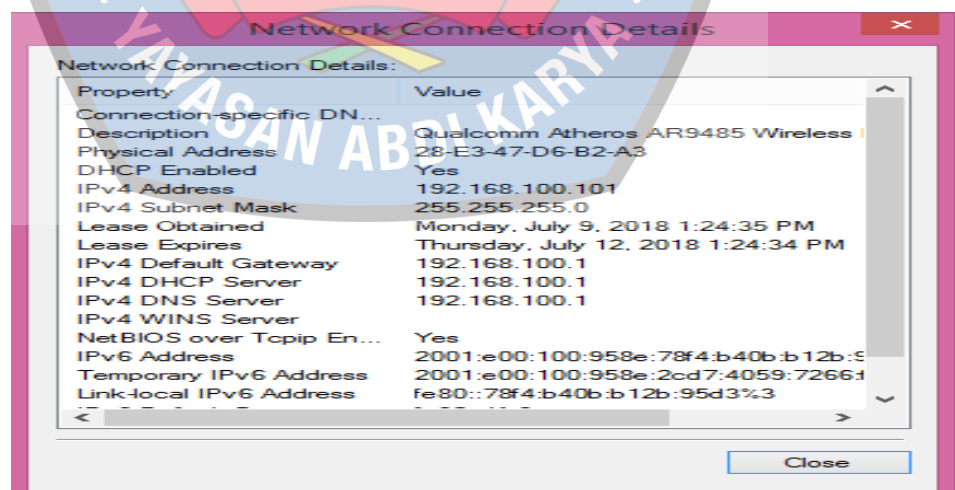 Network Connection Details
Network Connection Details:
Property Value
Connection-specific DN...
Description Qualcomm Atheros AR9485 Wireless
Physical Address 28-E3-47-D6-B2-A3
DHCP Enabled Yes
IPv4 Address 192.168.100.101
IPv4 Subnet Mask 255.255.255.0
Lease Obtained Monday, July 9, 2018 1:24:35 PM
Lease Expires Thursday, July 12, 2018 1:24:34 PM
IPv4 Default Gateway 192.168.100.1
IPv4 DHCP Server 192.168.100.1
IPv4 DNS Server 192.168.100.1
IPv4 WINS Server
NetBIOS over Tcpip En... Yes
IPv6 Address 2001:e00:100:958e:78f4:b40b:b12b:
Temporary IPv6 Address 2001:e00:100:958e:2cd7:4059:7266:
Link-local IPv6 Address fe80::78f4:b40b:b12b:95d3%3
Close
YAYASAN ABDI KARYA